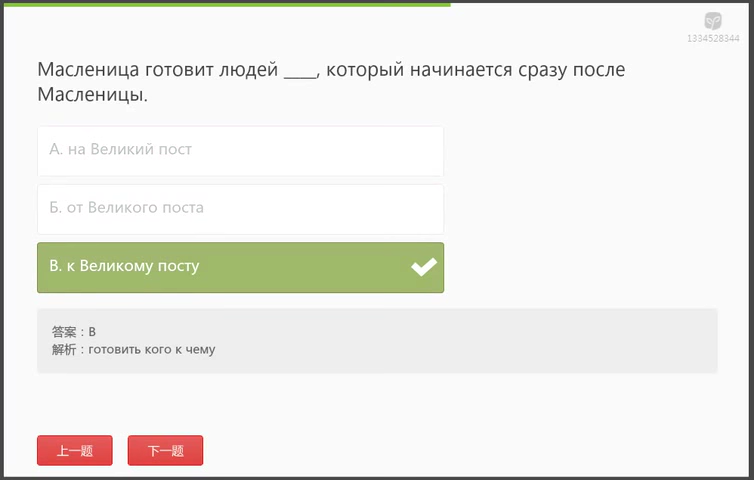 1334528344
Масленица готовит людей ____, который начинается сразу после
Масленицы.
А. на Великий пост
Б. от Великого поста
В. к Великому посту
答案：В
解析：готовить кого к чему
上一题 下一题